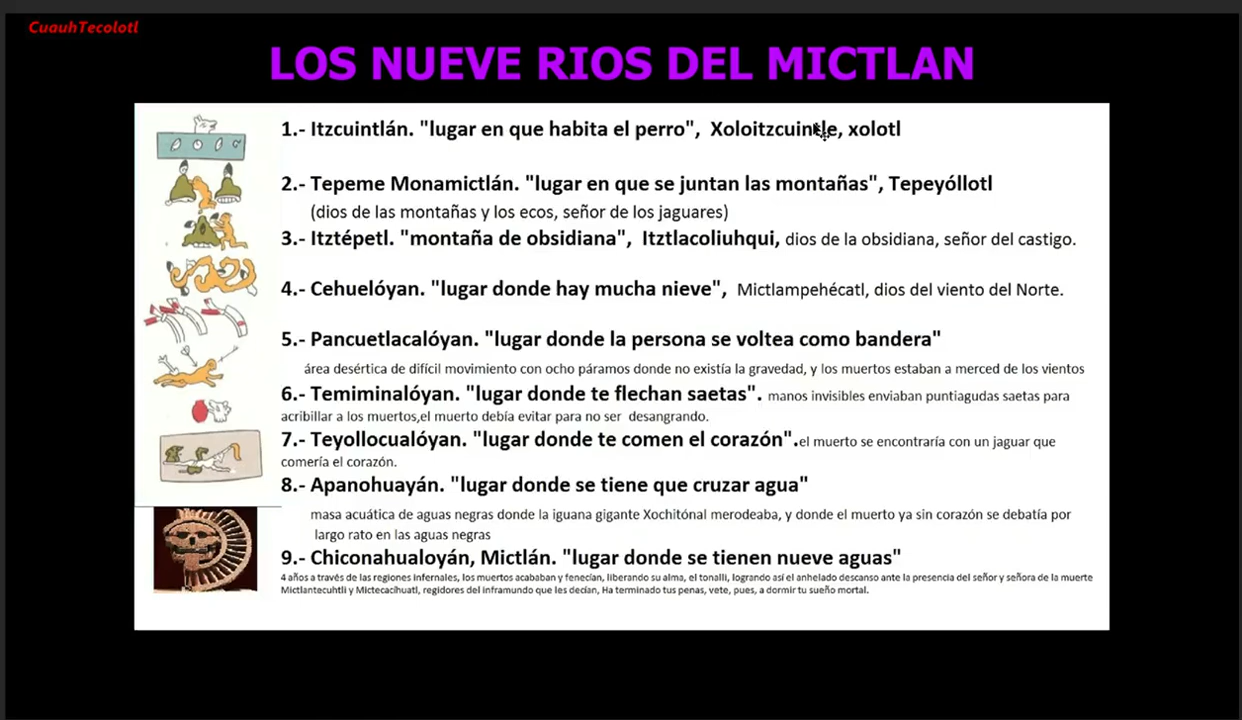 CuauhTecolotl
LOS NUEVE RIOS DEL MICTLAN
1.- Itzcuintlán. "lugar en que habita el perro", Xoloitzcuintle, xolotl
2.- Tepeme Monamictlán. "lugar en que se juntan las montañas", Tepeyóllotl
(dios de las montañas y los ecos, señor de los jaguares)
3.- Itztépetl. "montaña de obsidiana", Itztlacoliuhqui, dios de la obsidiana, señor del castigo.
4.- Cehuelóyan. "lugar donde hay mucha nieve", Mictlampehécatl, dios del viento del Norte.
5.- Pancuetlacalóyan. "lugar donde la persona se voltea como bandera"
área desértica de difícil movimiento con ocho páramos donde no existía la gravedad, y los muertos estaban a merced de los vientos
6.- Temiminalóyan. "lugar donde te flechan saetas". manos invisibles enviaban puntiagudas saetas para
acribillar a los muertos,el muerto debía evitar para no ser desangrando.
7.- Teyollocualóyan. "lugar donde te comen el corazón".el muerto se encontraría con un jaguar que
comería el corazón.
8.- Apanohuayán. "lugar donde se tiene que cruzar agua"
masa acuática de aguas negras donde la iguana gigante Xochitónal merodeaba, y donde el muerto ya sin corazón se debatía por
largo rato en las aguas negras
9.- Chiconahualoyán, Mictlán. "lugar donde se tienen nueve aguas"
4 años a través de las regiones infernales, los muertos acababan y fenecían, liberando su alma, el tonalli, logrando así el anhelado descanso ante la presencia del señor y señora de la muerte
Mictlantecuhtli y Mictecacíhuatl, regidores del inframundo que les decían, Ha terminado tus penas, vete, pues, a dormir tu sueño mortal.